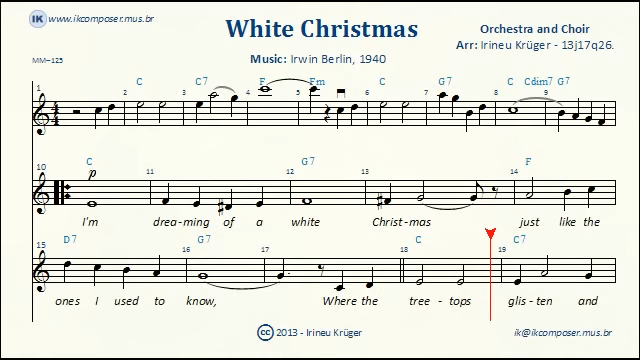 IK www.ikcomposer.mus.br
White Christmas
Orchestra and Choir
Music: Irwin Berlin, 1940
Arr: Irineu Krüger - 13j17q26.
MM=125
C C7 F Fm C G7 C Cdim7 G7
1 2 3 4 5 6 7 8 9
C G7 F
10 11 12 13 14
p
I'm drea-ming of a white Christ-mas just like the
D7 G7 C C7
15 16 17 18 19
ones I used to know, Where the tree - tops glis - ten and
cc 2013 - Irineu Krüger
ik@ikcomposer.mus.br